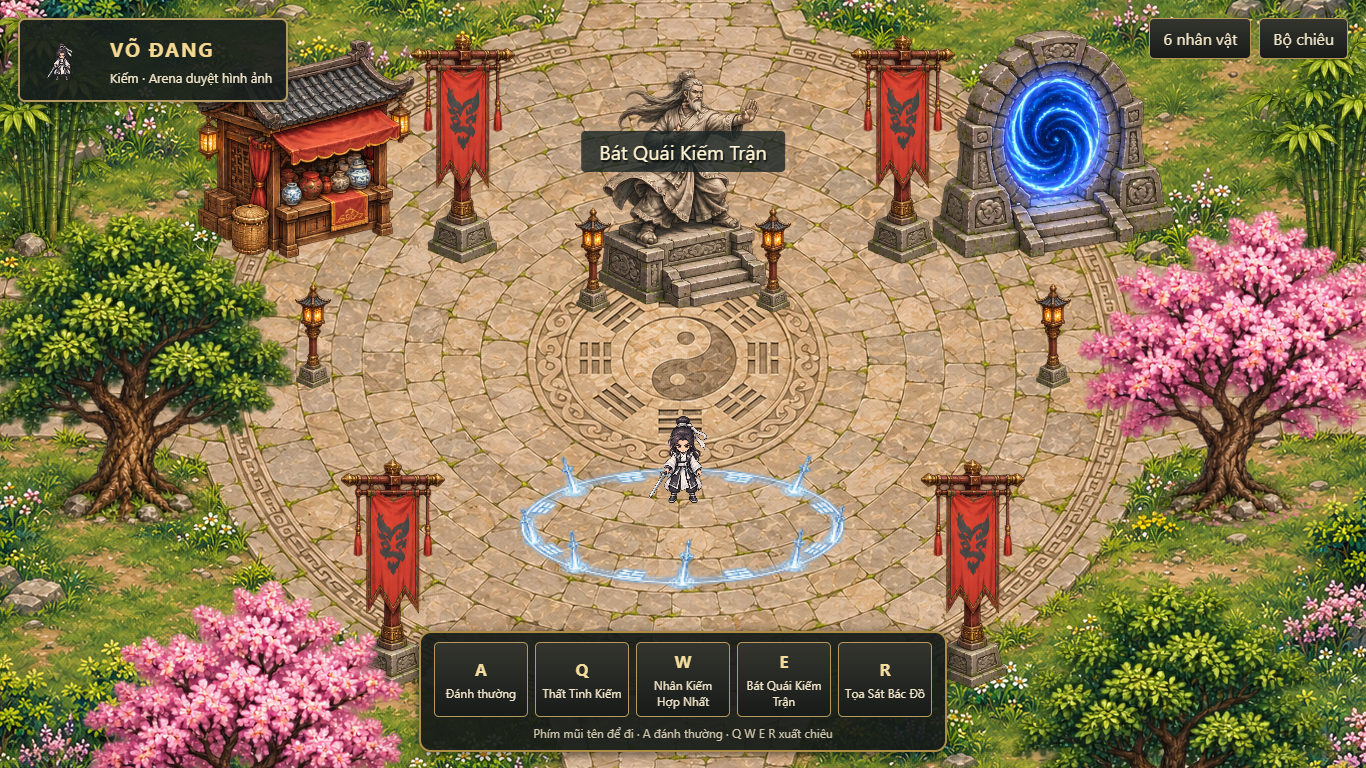 VÕ ĐANG
Kiếm · Arena duyệt hình ảnh
6 nhân vật
Bộ chiêu
Bát Quái Kiếm Trận
A
Đánh thường
Q
Thất Tinh Kiếm
W
Nhân Kiếm
Hợp Nhất
E
Bát Quái Kiếm
Trận
R
Tọa Sát Bác Đồ
Phím mũi tên để đi · A đánh thường · Q W E R xuất chiêu